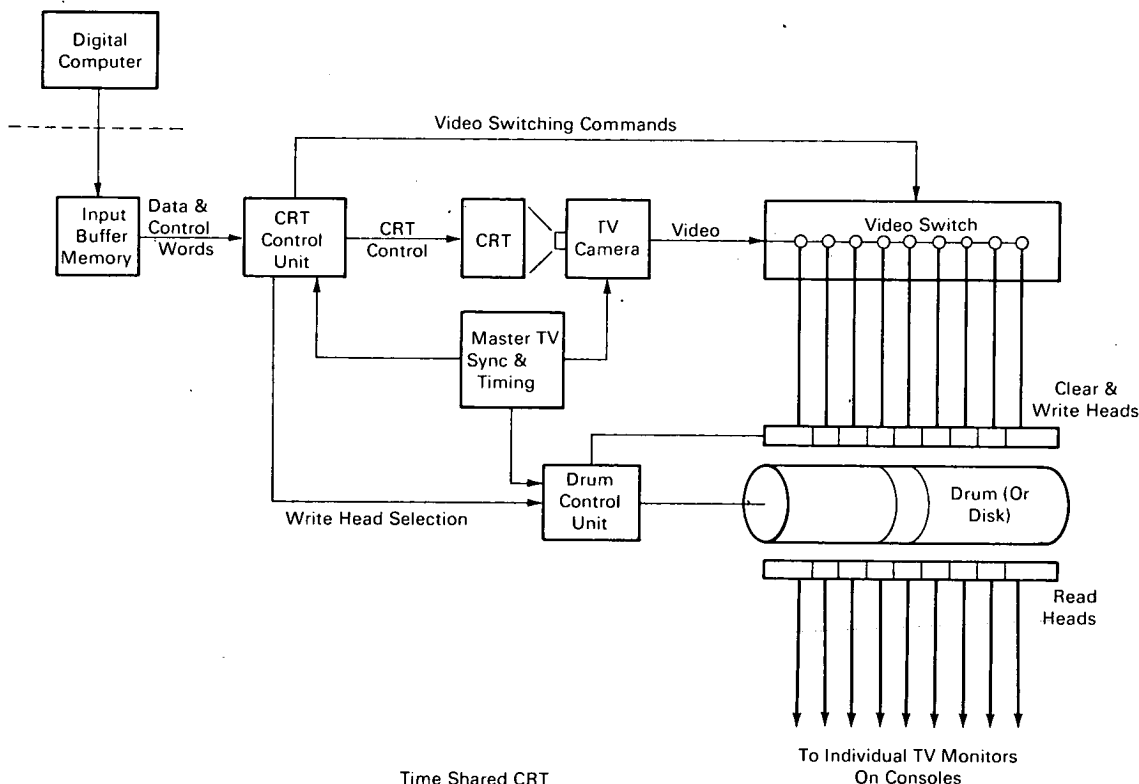 Digital
Computer
Video Switching Commands
Input
Buffer
Memory
Data &
Control
Words
CRT
Control
Unit
CRT
Control
CRT
TV
Camera
Video
Video Switch
Master TV
Sync &
Timing
Clear &
Write Heads
Write Head Selection
Drum
Control
Unit
Drum (Or
Disk)
Read
Heads
To Individual TV Monitors
On Consoles
Time Shared CRT